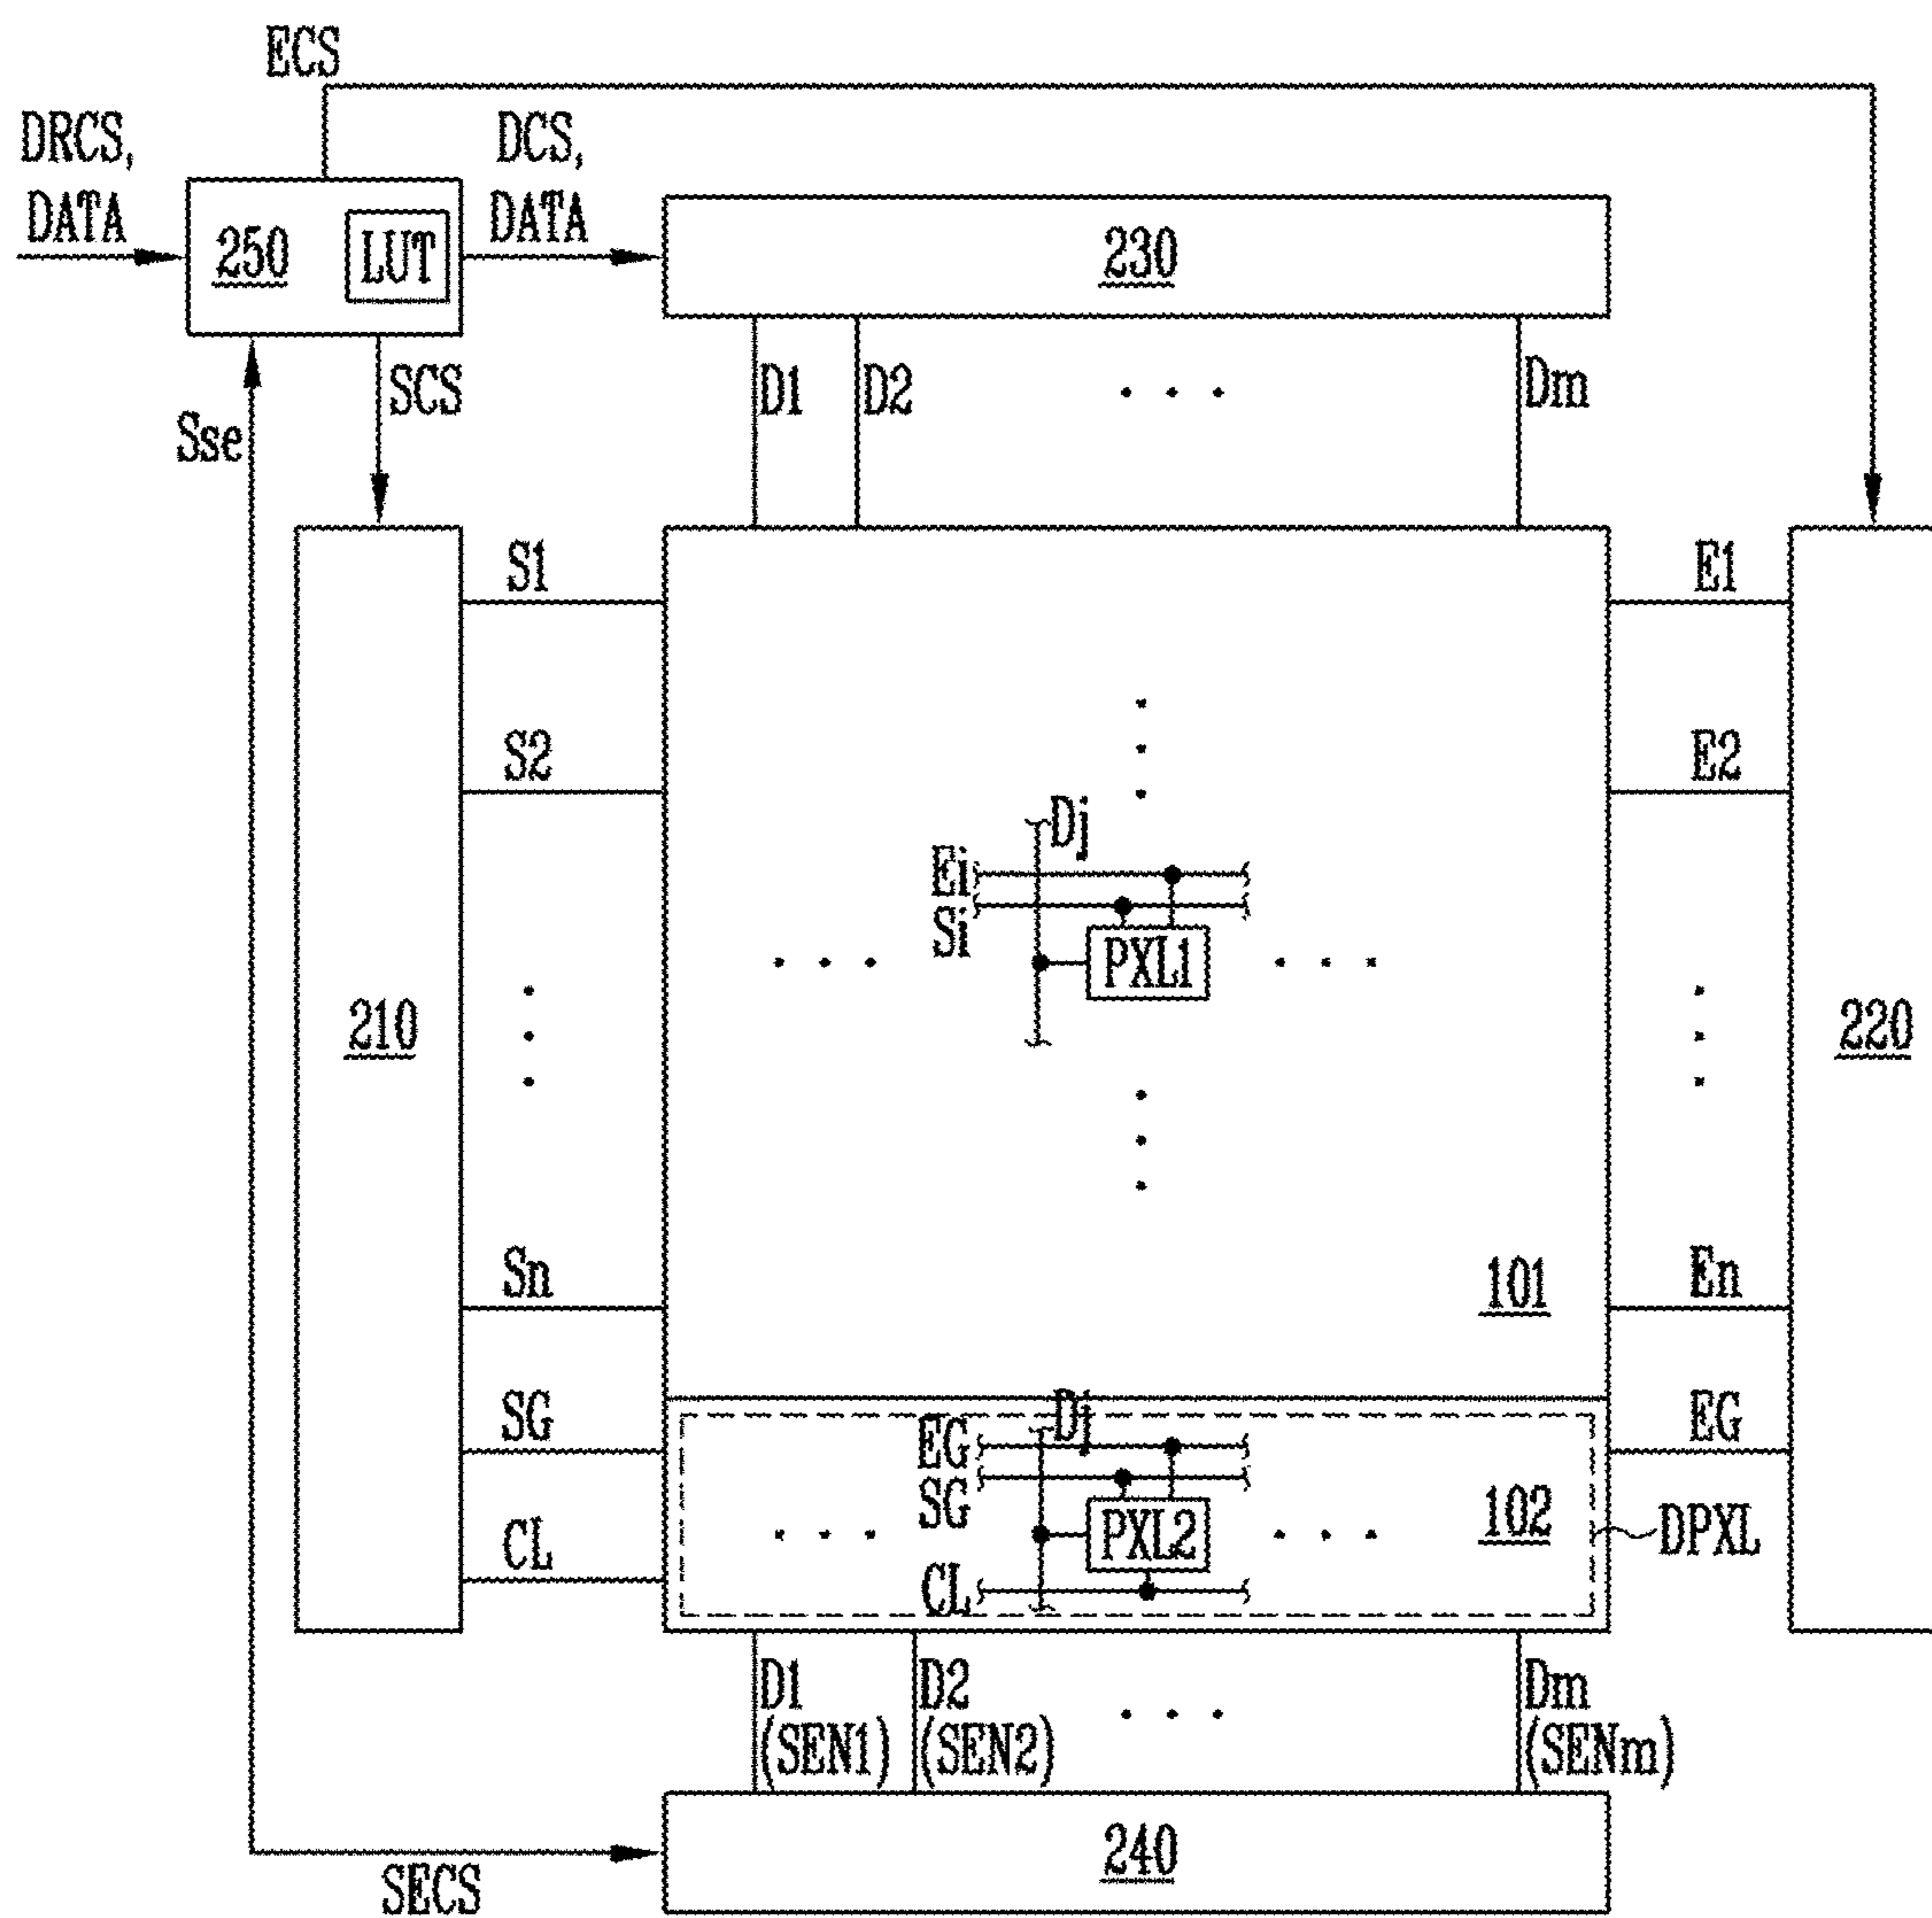 ECS
DRCS,
DATA
DCS,
DATA
250
LUT
230
SCS
Sse
D1
D2
Dm
S1
E1
S2
E2
Dj
Ei
Si
PXL1
210
220
Sn
101
En
SG
Dj
EG
EG
SG
102
PXL2
DPXL
CL
CL
D1
(SEN1)
D2
(SEN2)
Dm
(SENm)
240
SECS